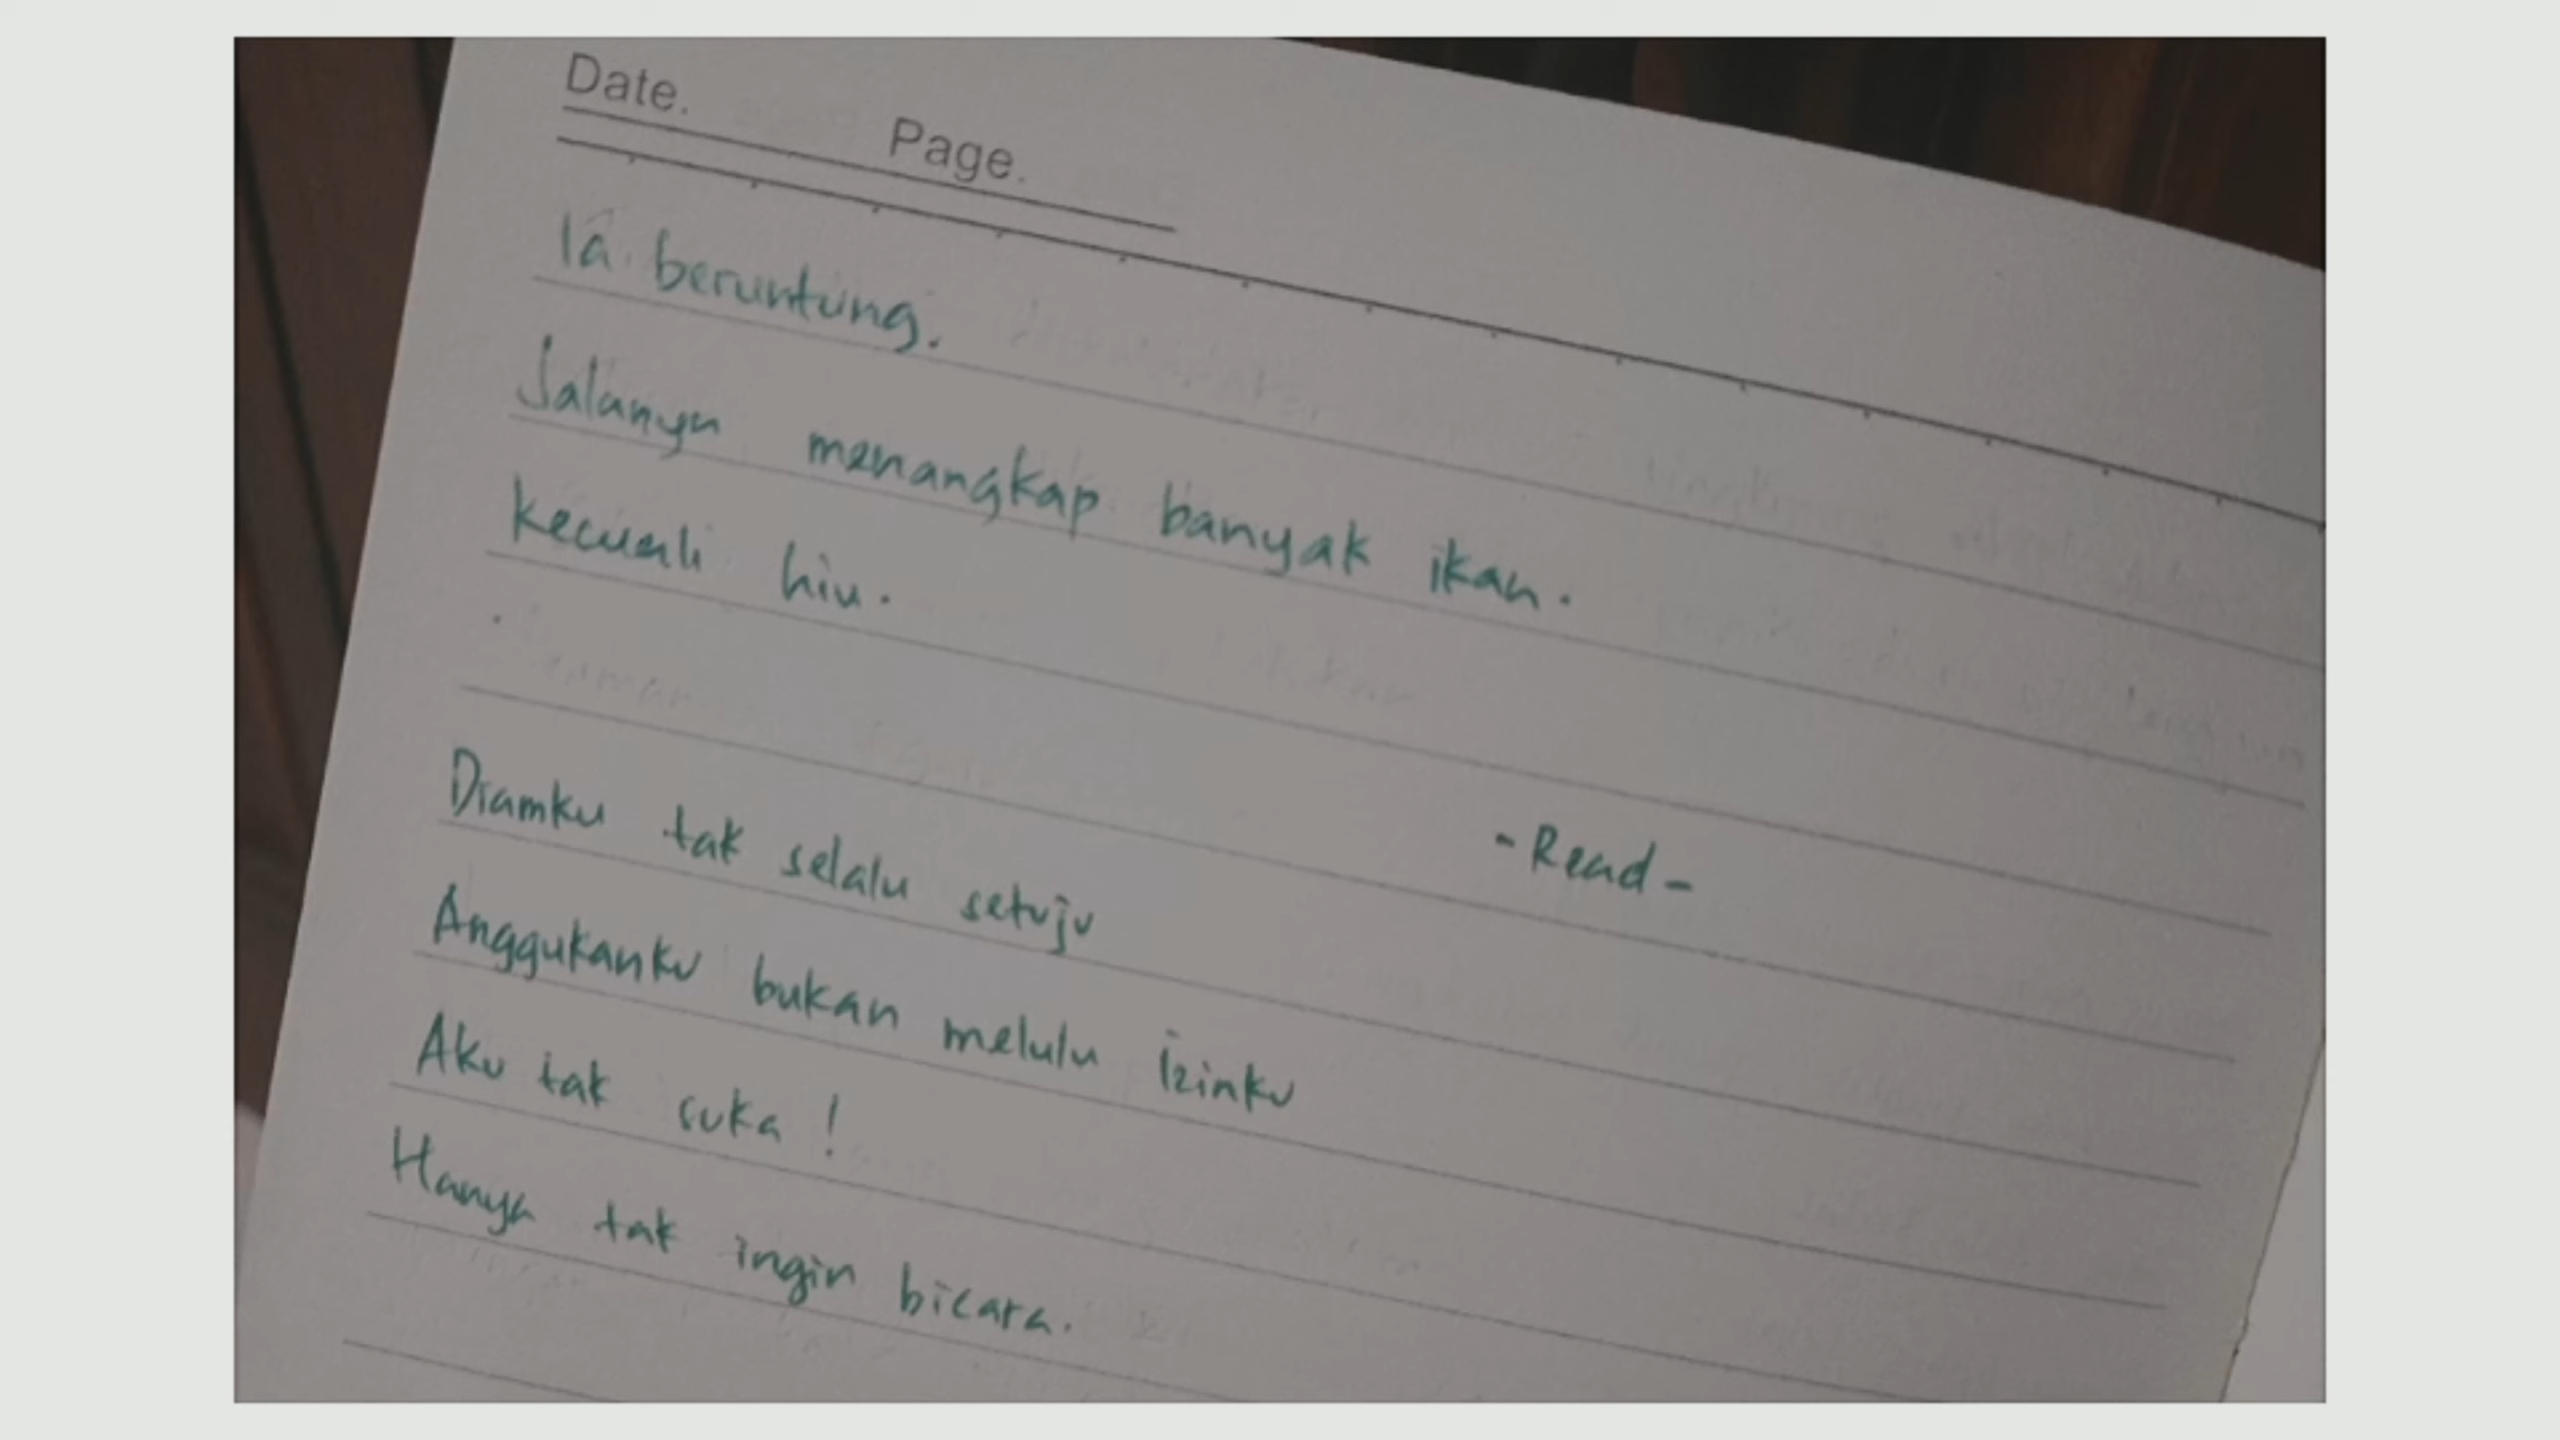 Date.
Page.
Ia beruntung.
Jalanya menangkap banyak ikan.
kecuali hiu.
Diamku tak selalu setuju
-Read-
Anggukanku bukan melulu izinku
Aku tak suka!
Hanya tak ingin bicara.